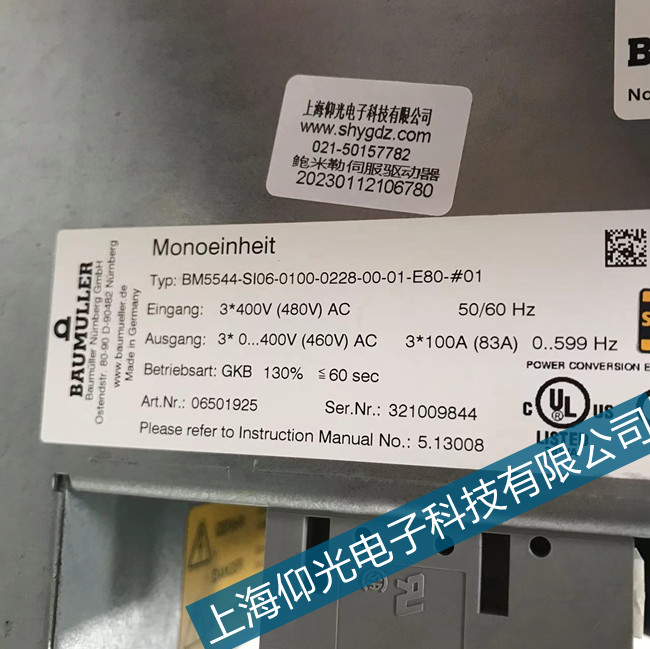 上海仰光电子科技有限公司
www.shygdz.com
021-50157782
鲍米勒伺服驱动器
20230112106780
B
No
BAUMÜLLER
Baumüller Nürnberg GmbH
Ostendstr. 80-90 D-90482 Nürnberg
www.baumueller.de
Made in Germany
Monoeinheit
Typ: BM5544-SI06-0100-0228-00-01-E80-#01
Eingang: 3*400V (480V) AC 50/60 Hz
Ausgang: 3* 0...400V (460V) AC 3*100A (83A) 0..599 Hz
Betriebsart: GKB 130% ≦60 sec
POWER CONVERSION E
Art.Nr.: 06501925 Ser.Nr.: 321009844
C UL US
LISTED
Please refer to Instruction Manual No.: 5.13008
上海仰光电子科技有限公司